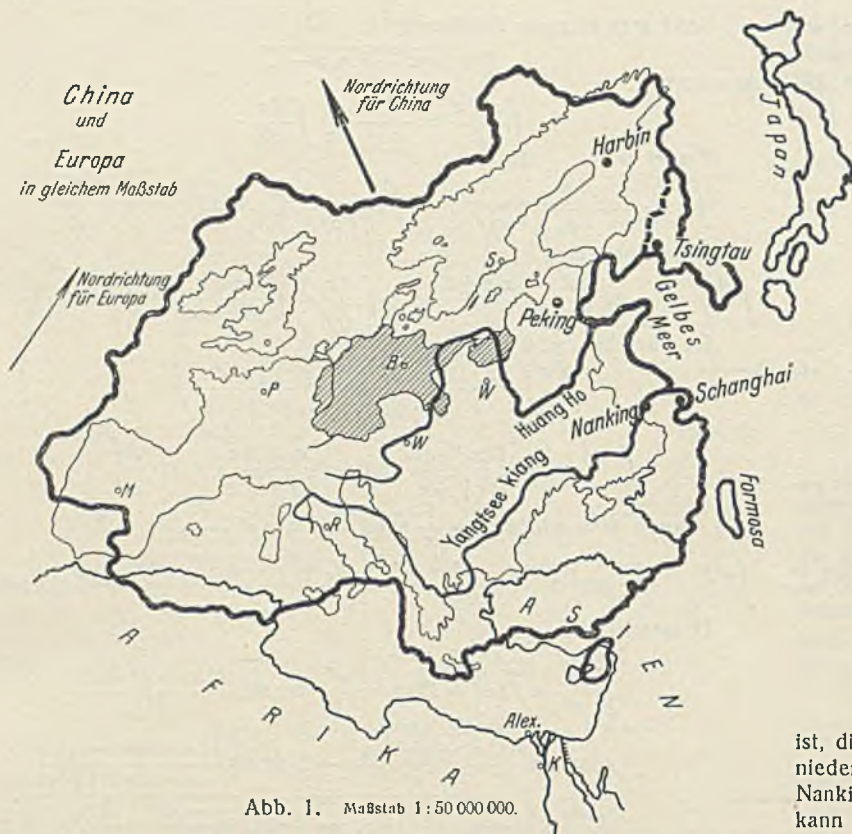 China
und
Europa
in gleichem Maßstab
Nordrichtung
für China
Nordrichtung
für Europa
Japan
Harbin
Tsingtau
Peking
Gelbes
Meer
Schanghai
Nanking
Huang Ho
Yangtsee kiang
Formosa
S
P
B
W
W
M
R
ASIEN
AFRIKA
Alex.
K
Abb. 1. Maßstab 1:50 000 000.
ist, di
nieder
Nanki
kann